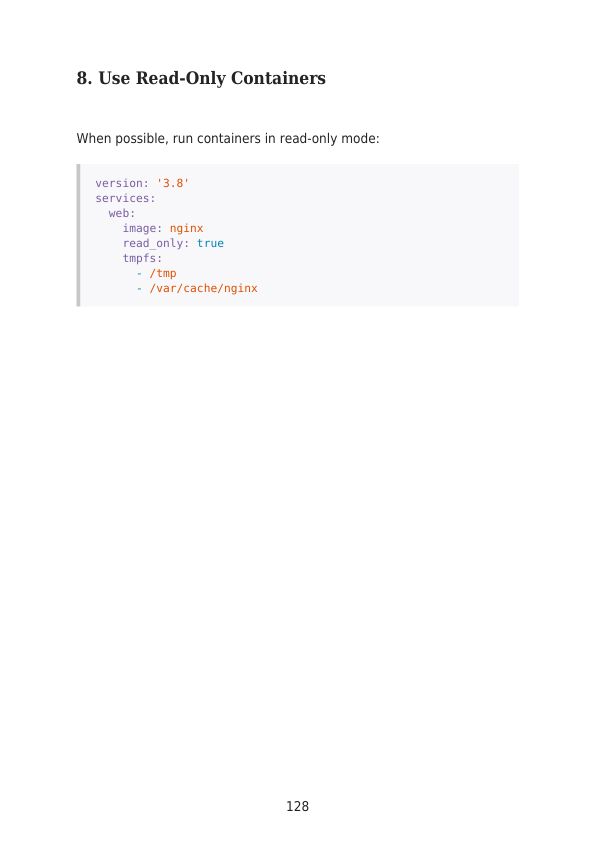 8. Use Read-Only Containers
When possible, run containers in read-only mode:
version: '3.8'
services:
  web:
    image: nginx
    read_only: true
    tmpfs:
      - /tmp
      - /var/cache/nginx
128